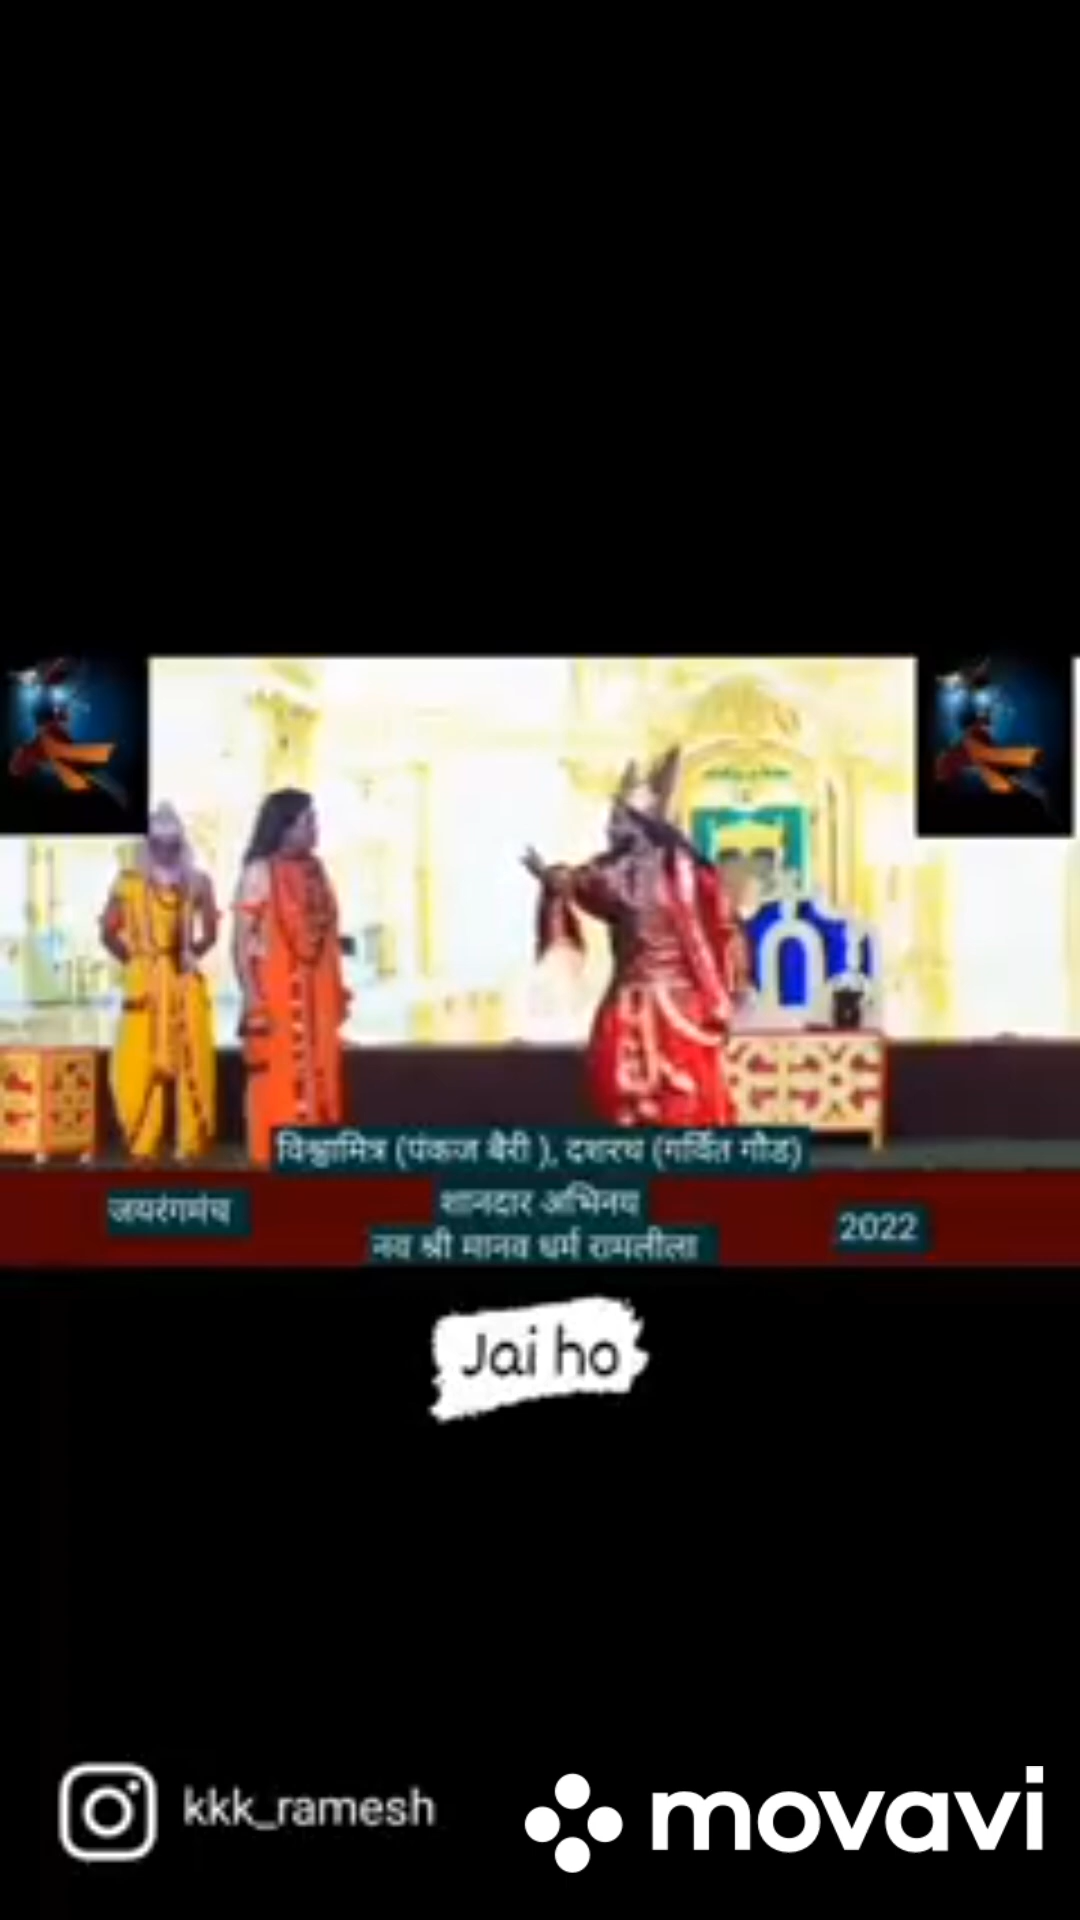 विश्वामित्र (पंकज बैरी ), दशरथ (गर्वित गौड)
शानदार अभिनय
जयरंगमंच
2022
नव श्री मानव धर्म रामलीला
Jai ho
kkk_ramesh
movavi